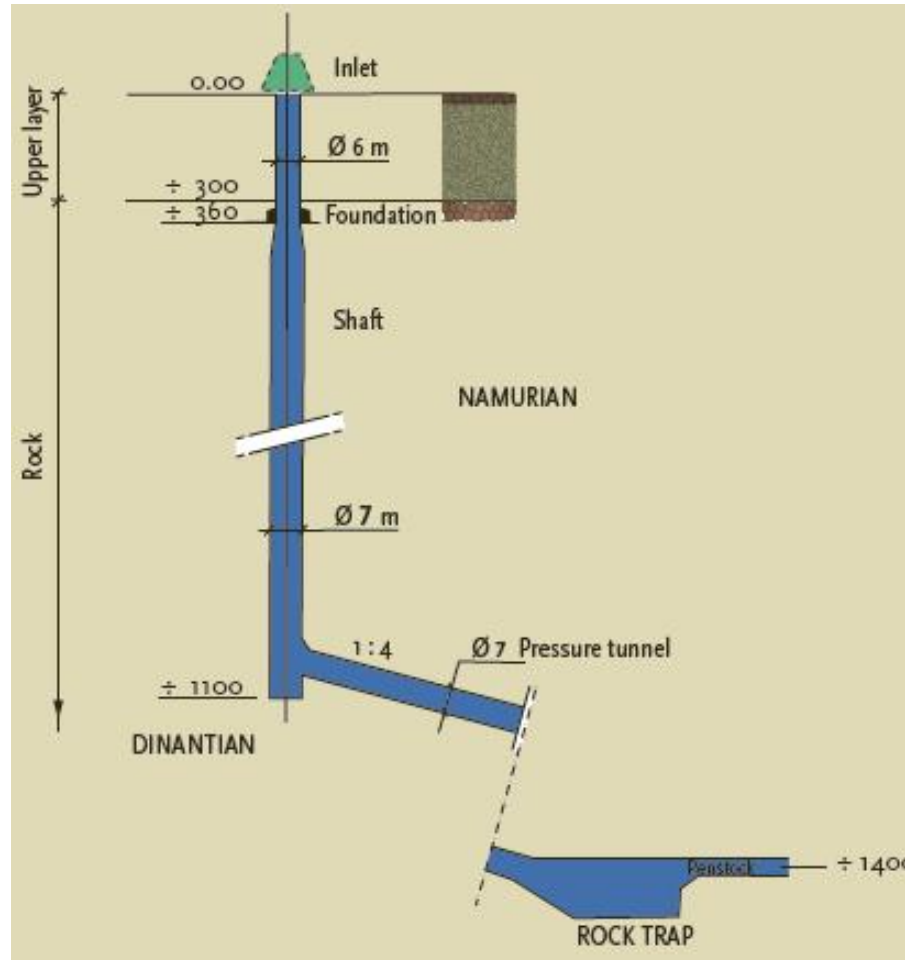 Inlet
0.00
Upper layer
Ø 6 m
÷ 300
÷ 360
Foundation
Shaft
NAMURIAN
Rock
Ø 7 m
1:4
Ø 7 Pressure tunnel
÷ 1100
DINANTIAN
Penstock
÷ 1400
ROCK TRAP